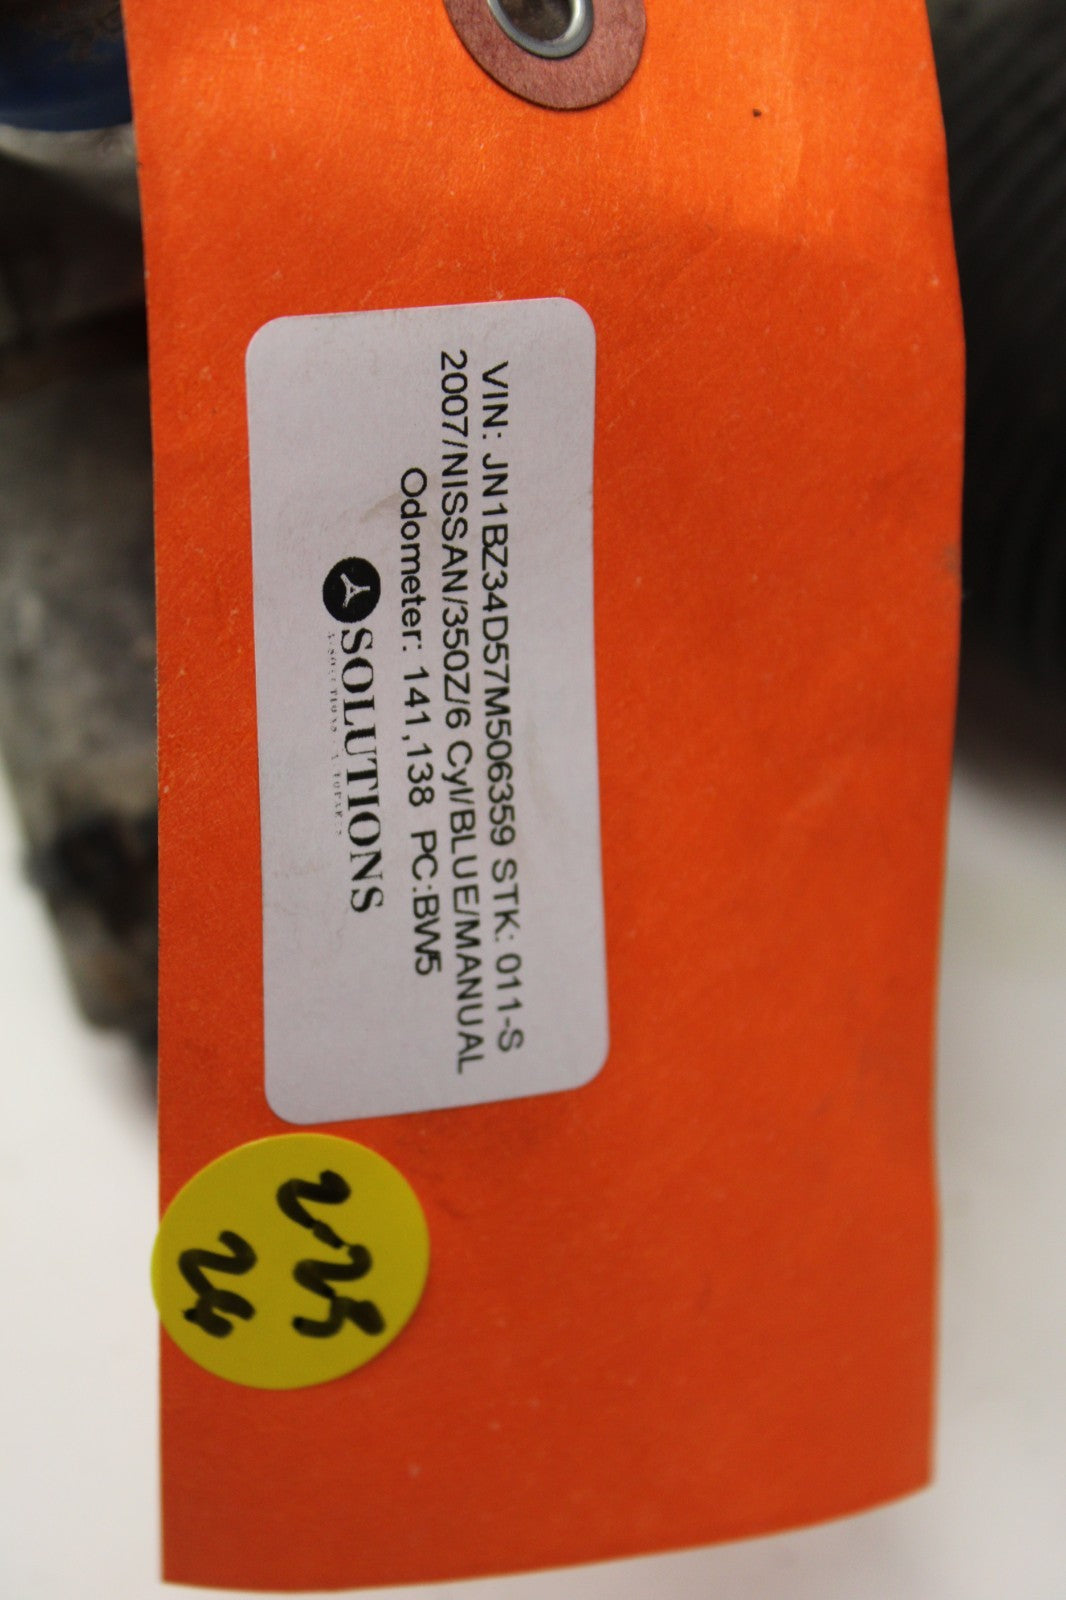 VIN: JN1BZ34D57M506359 STK: 011-S
2007/NISSAN/350Z/6 Cyl/BLUE/MANUAL
Odometer: 141,138 PC:BW5
SOLUTIONS